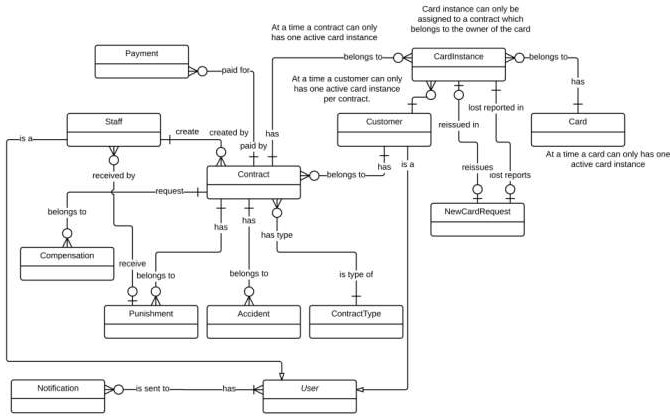 Card instance can only be
assigned to a contract which
belongs to the owner of the card
At a time a contract can only
have one active card instance
Payment
paid for
belongs to
CardInstance
belongs to
At a time a customer can only
has one active card instance
per contract.
has
lost reported in
Staff
create
created by
has
paid by
Customer
reissued in
Card
is a
At a time a card can only has one
active card instance
received by
Contract
belongs to
has
is a
reissues
lost reports
request
belongs to
has
has
has type
NewCardRequest
Compensation
receive
belongs to
belongs to
is type of
Punishment
Accident
ContractType
Notification
is sent to
has
User